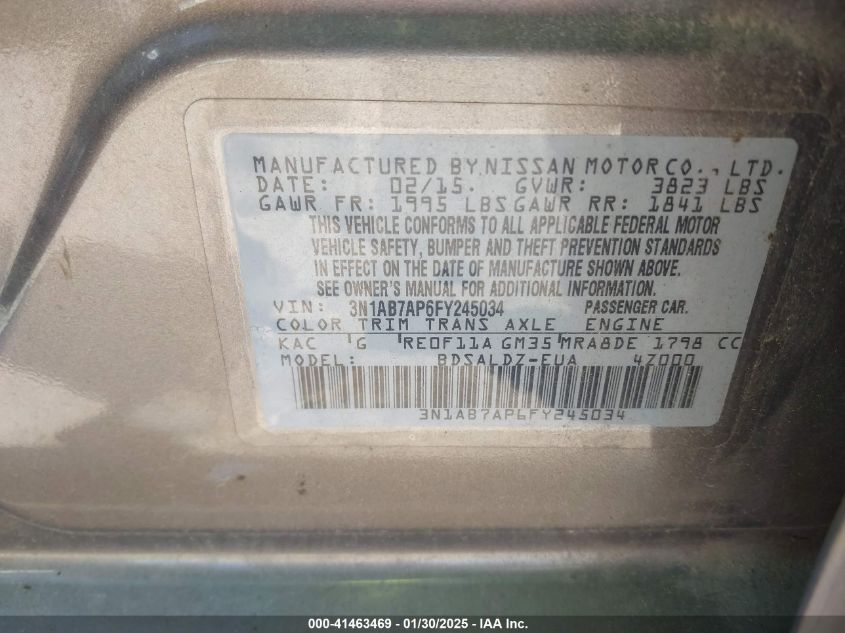 MANUFACTURED BY NISSAN MOTOR CO., LTD.
DATE: 02/15. GVWR: 3823 LBS
GAWR FR: 1995 LBS GAWR RR: 1841 LBS
THIS VEHICLE CONFORMS TO ALL APPLICABLE FEDERAL MOTOR
VEHICLE SAFETY, BUMPER AND THEFT PREVENTION STANDARDS
IN EFFECT ON THE DATE OF MANUFACTURE SHOWN ABOVE.
SEE OWNER'S MANUAL FOR ADDITIONAL INFORMATION.
VIN: 3N1AB7AP6FY245034 PASSENGER CAR.
COLOR TRIM TRANS AXLE ENGINE
KAC G RE0F11A GM35 MRA8DE 1798 CC
MODEL: BDSALDZ-EUA 4Z000
3N1AB7AP6FY245034
000-41463469 - 01/30/2025 - IAA Inc.